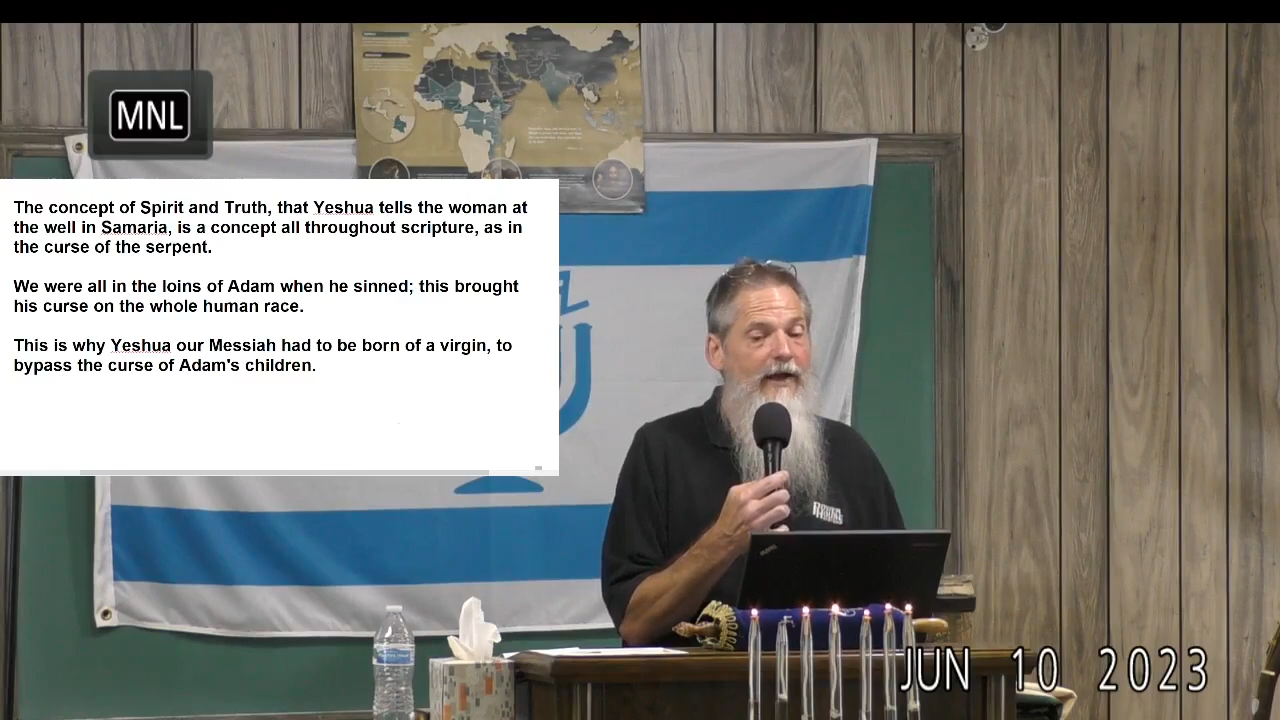 MNL
The concept of Spirit and Truth, that Yeshua tells the woman at
the well in Samaria, is a concept all throughout scripture, as in
the curse of the serpent.
We were all in the loins of Adam when he sinned; this brought
his curse on the whole human race.
This is why Yeshua our Messiah had to be born of a virgin, to
bypass the curse of Adam's children.
JUN 10 2023